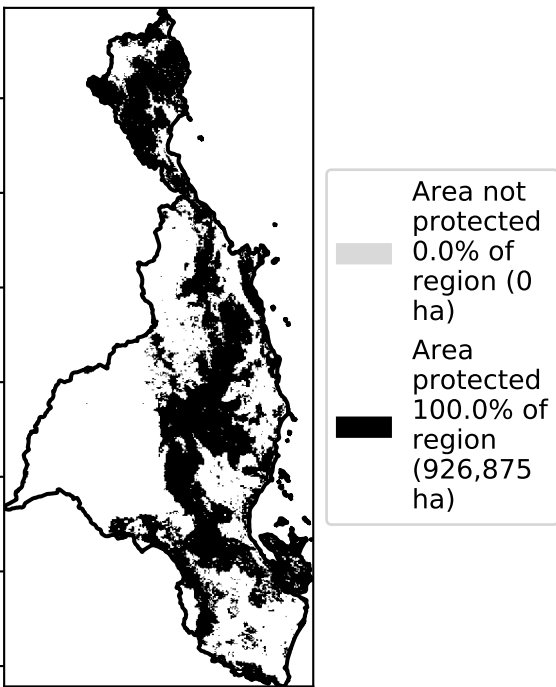 Area not
protected
0.0% of
region (0
ha)
Area
protected
100.0% of
region
(926,875
ha)